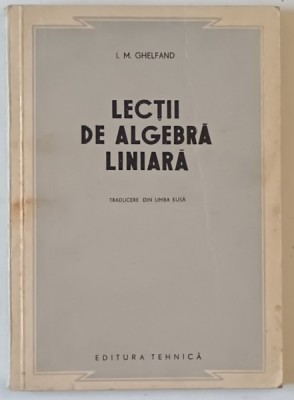 I. M. GHELFAND
LECȚII
DE ALGEBRĂ
LINIARĂ
TRADUCERE DIN LIMBA RUSĂ
EDITURA TEHNICĂ